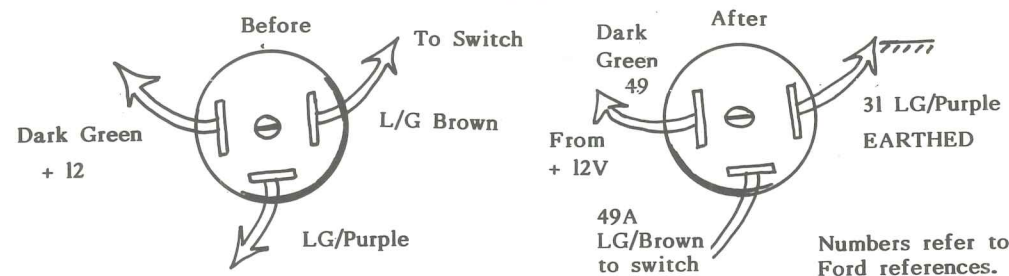 Before
To Switch
L/G Brown
Dark Green
+ 12
LG/Purple
After
Dark
Green
49
31 LG/Purple
EARTHED
From
+ 12V
49A
LG/Brown
to switch
Numbers refer to
Ford references.